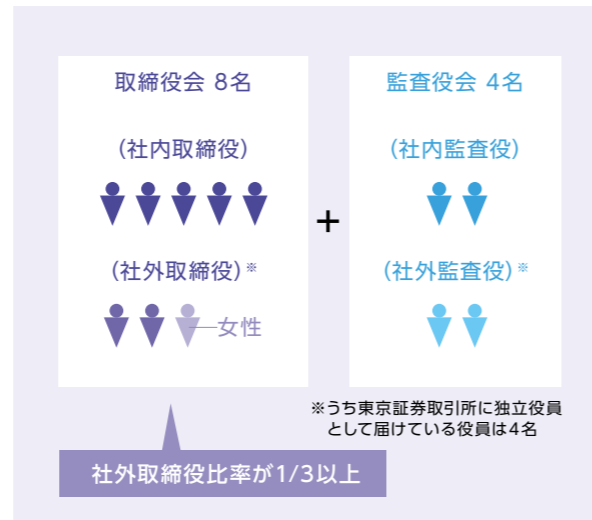 取締役会 8名
(社内取締役)
(社外取締役)※
女性
社外取締役比率が1/3以上
+
監査役会 4名
(社内監査役)
(社外監査役)※
※うち東京証券取引所に独立役員
として届けている役員は4名